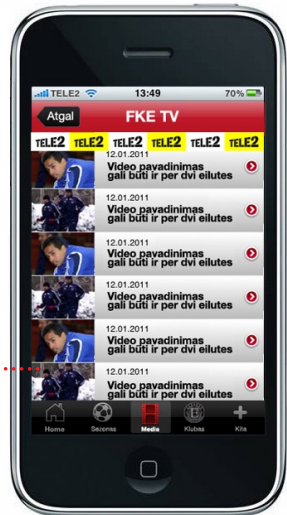 TELE2 13:49 70%
Atgal FKE TV
TELE2 TELE2 TELE2 TELE2 TELE2 TELE2
12.01.2011
Video pavadinimas
gali būti ir per dvi eilutes
12.01.2011
Video pavadinimas
gali būti ir per dvi eilutes
12.01.2011
Video pavadinimas
gali būti ir per dvi eilutes
12.01.2011
Video pavadinimas
gali būti ir per dvi eilutes
12.01.2011
Video pavadinimas
gali būti ir per dvi eilutes
12.01.2011
Video pavadinimas
gali būti ir per dvi eilutes
Home Sezonas Media Klubas Kita